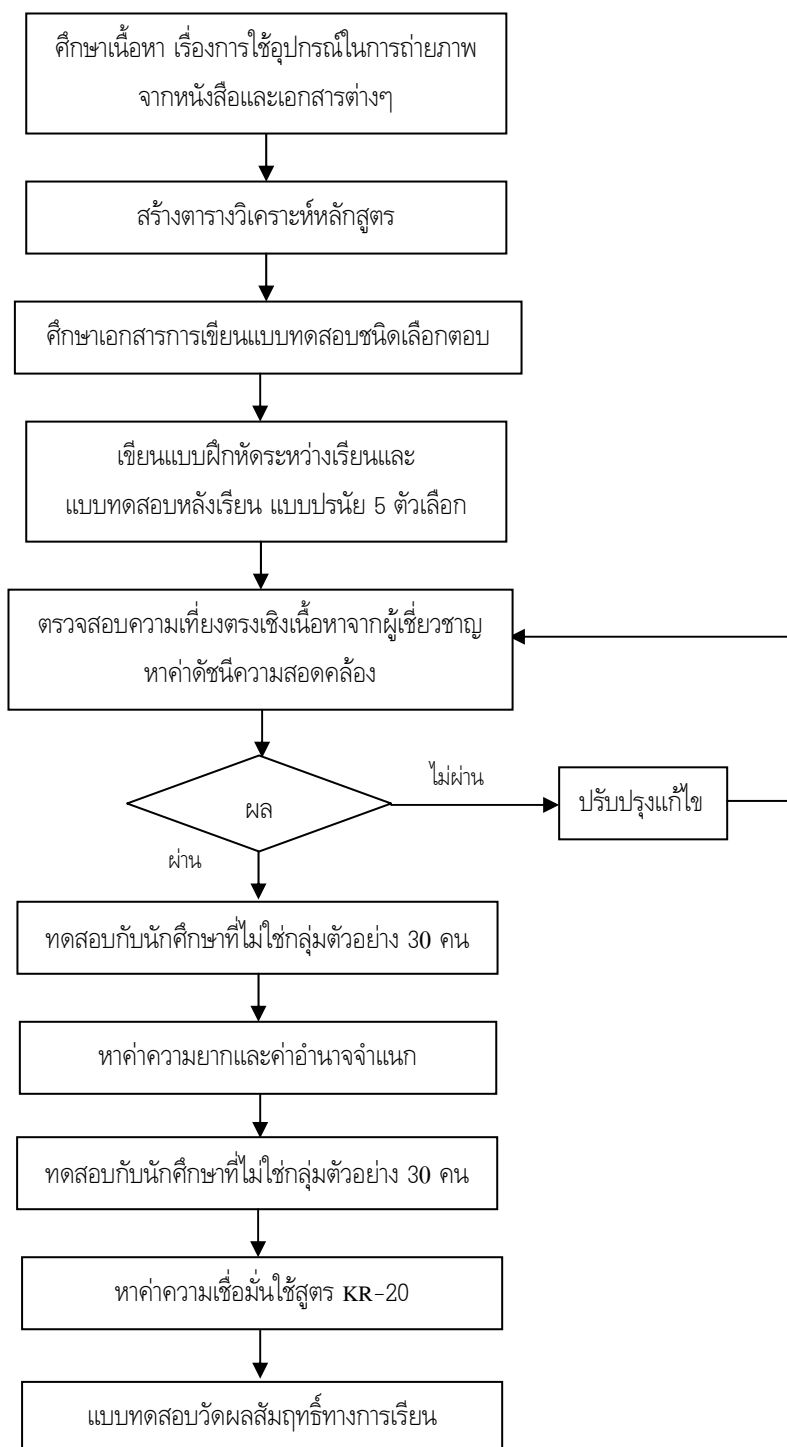 ศึกษาเนื้อหา เรื่องการใช้อุปกรณ์ในการถ่ายภาพ
จากหนังสือและเอกสารต่างๆ
สร้างตารางวิเคราะห์หลักสูตร
ศึกษาเอกสารการเขียนแบบทดสอบชนิดเลือกตอบ
เขียนแบบฝึกหัดระหว่างเรียนและ
แบบทดสอบหลังเรียน แบบปรนัย 5 ตัวเลือก
ตรวจสอบความเที่ยงตรงเชิงเนื้อหาจากผู้เชี่ยวชาญ
หาค่าดัชนีความสอดคล้อง
ผล
ไม่ผ่าน
ปรับปรุงแก้ไข
ผ่าน
ทดสอบกับนักศึกษาที่ไม่ใช่กลุ่มตัวอย่าง 30 คน
หาค่าความยากและค่าอำนาจจำแนก
ทดสอบกับนักศึกษาที่ไม่ใช่กลุ่มตัวอย่าง 30 คน
หาค่าความเชื่อมั่นใช้สูตร KR-20
แบบทดสอบวัดผลสัมฤทธิ์ทางการเรียน